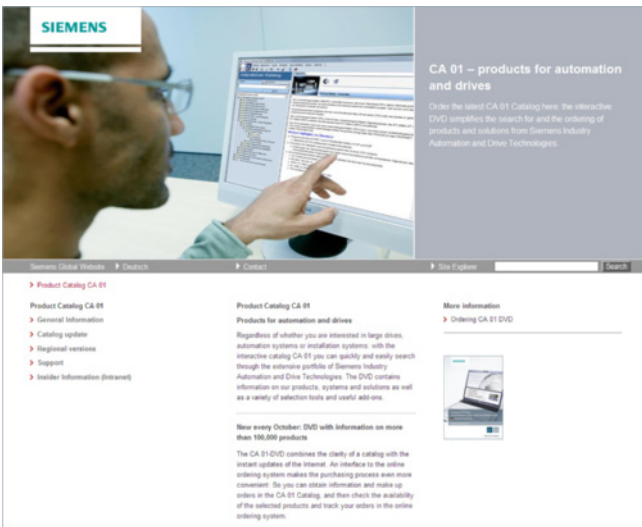 SIEMENS
CA 01 – products for automation
and drives
Order the latest CA 01 Catalog here: the interactive
DVD simplifies the search for and the ordering of
products and solutions from Siemens Industry
Automation and Drive Technologies.
Siemens Global Website
Deutsch
Contact
Site Explorer
Search
Product Catalog CA 01
Product Catalog CA 01
General Information
Catalog update
Regional versions
Support
Insider Information (Intranet)
Product Catalog CA 01
Products for automation and drives
Regardless of whether you are interested in large drives,
automation systems or installation systems, with the
interactive catalog CA 01 you can quickly and easily search
through the extensive portfolio of Siemens Industry
Automation and Drive Technologies. The DVD contains
information on our products, systems and solutions as well
as a variety of selection tools and useful add-ons.
New every October: DVD with information on more
than 100,000 products
The CA 01-DVD combines the clarity of a catalog with the
instant updates of the Internet. An interface to the online
ordering system makes the purchasing process even more
convenient. So you can obtain information and make up
orders in the CA 01 Catalog, and then check the availability
of the selected products and track your orders in the online
ordering system.
More information
Ordering CA 01 DVD